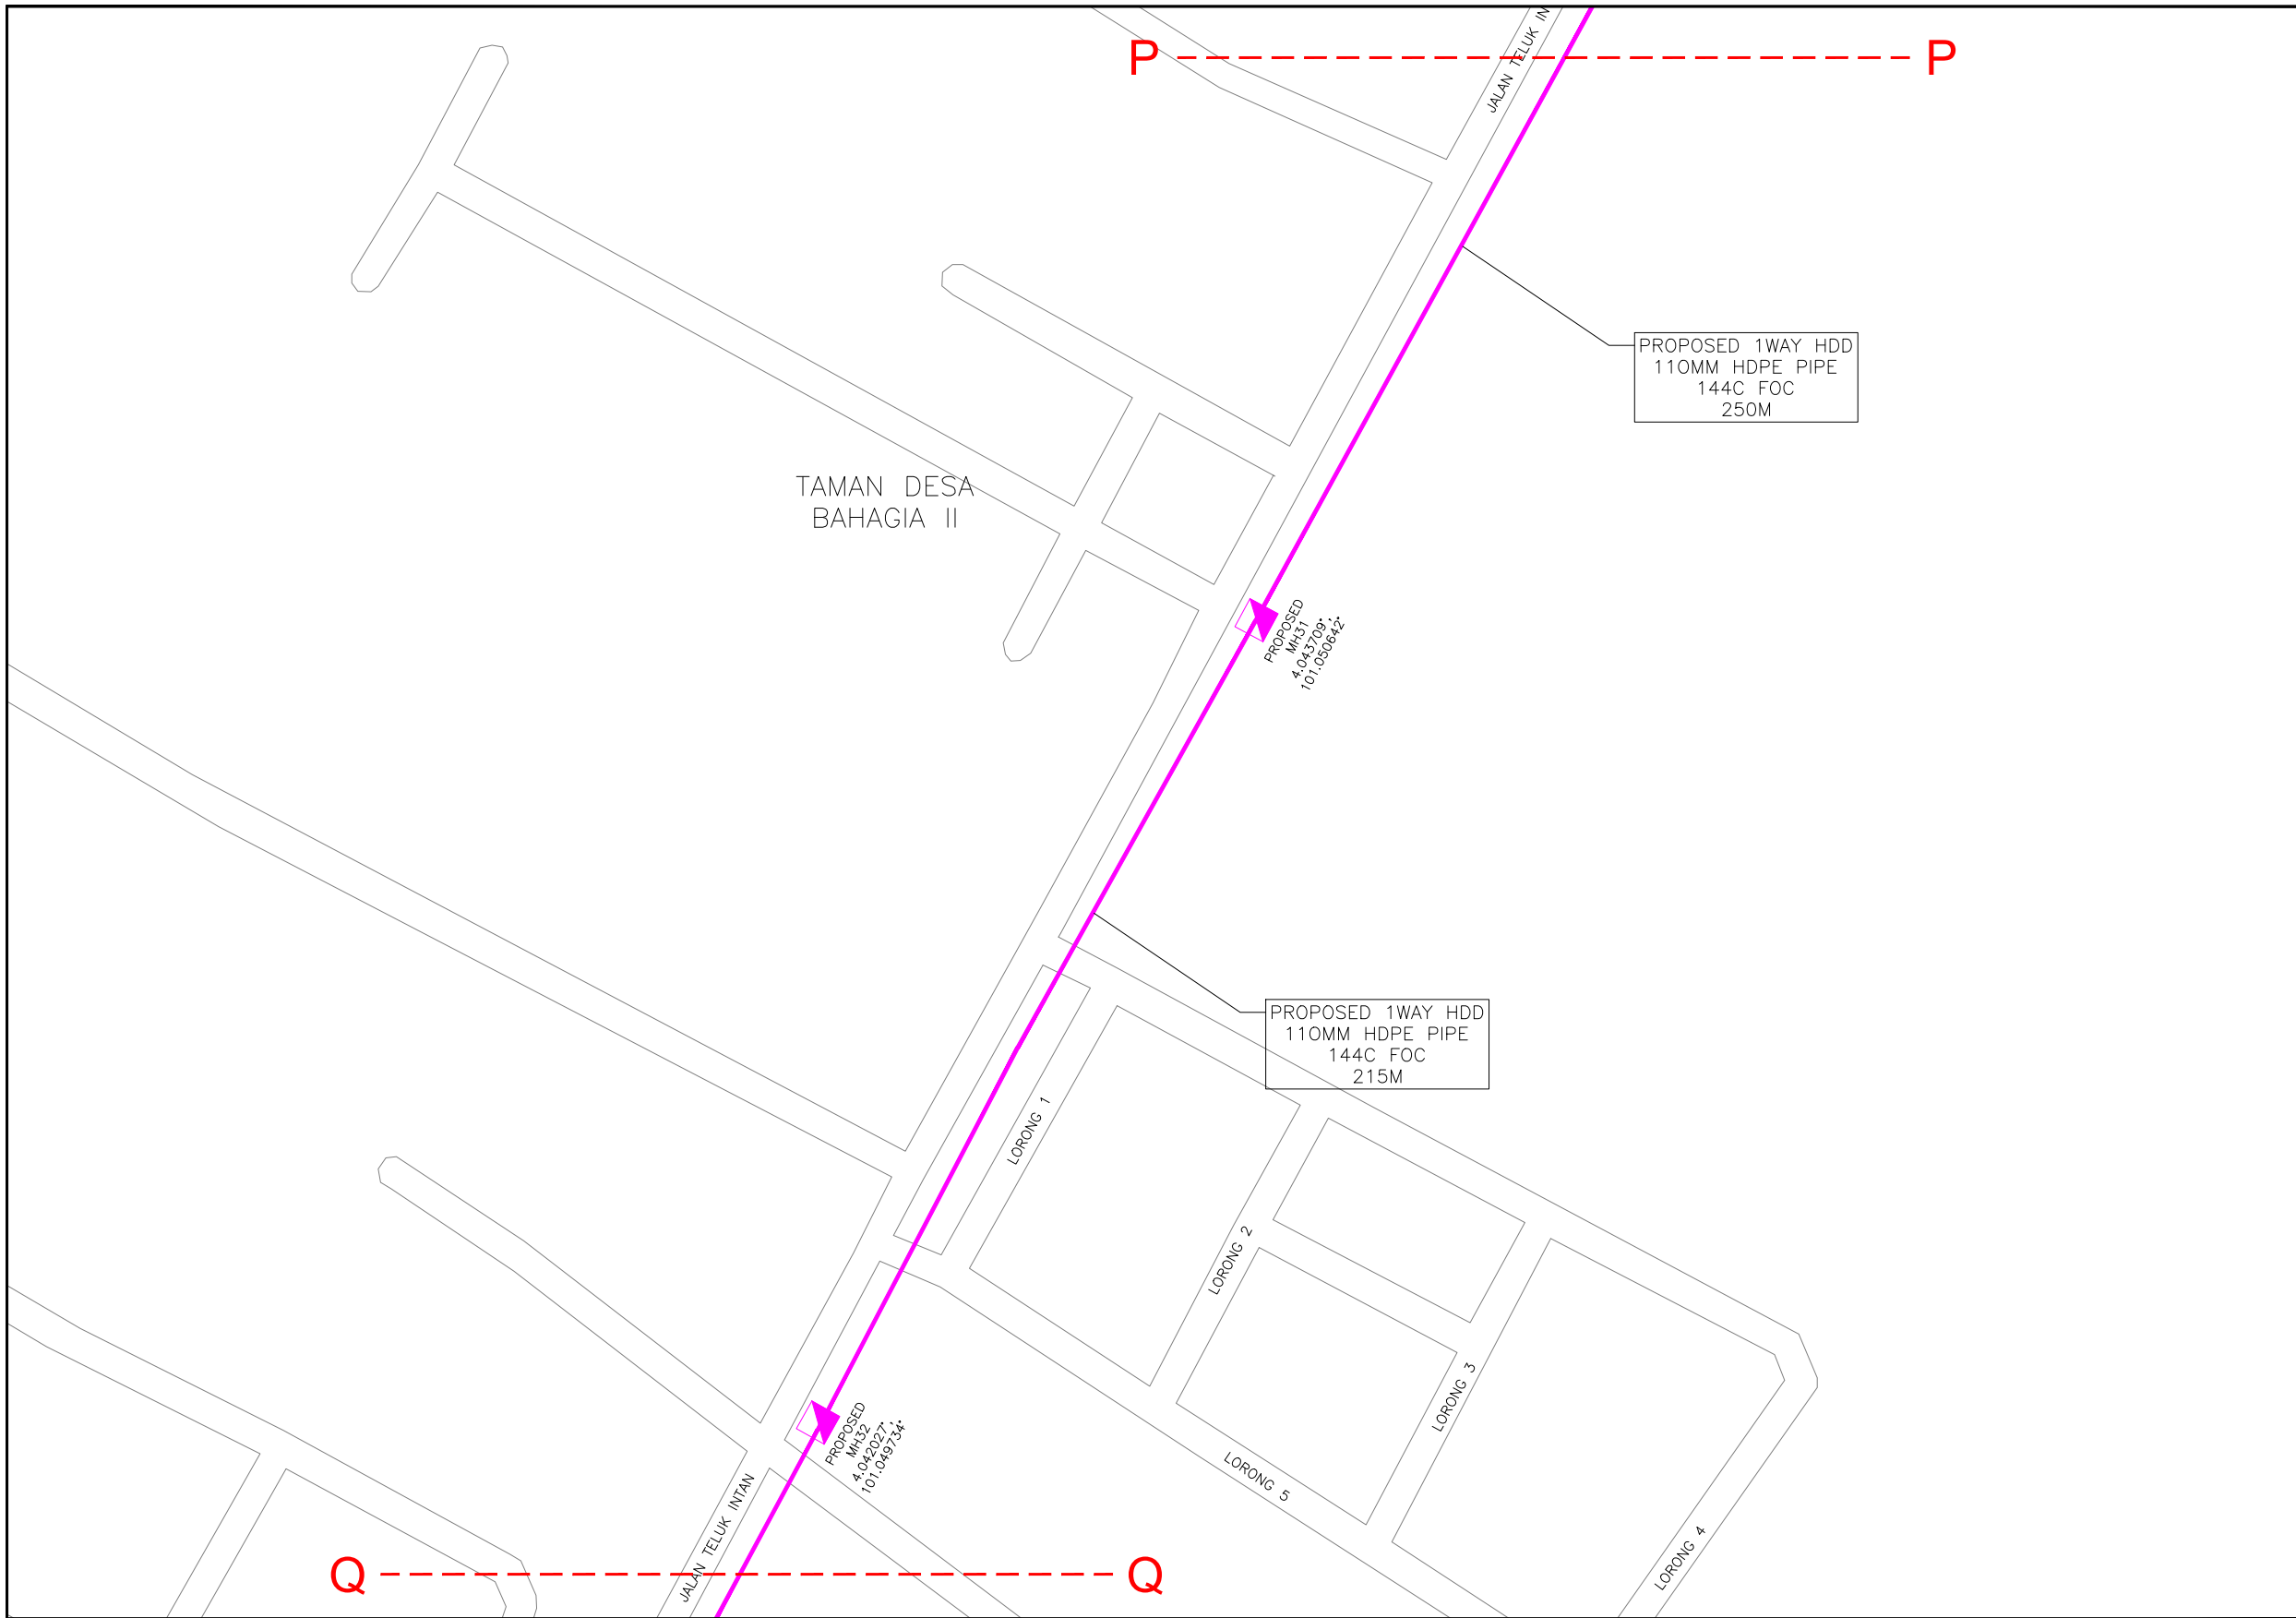 P
P
JALAN TELUK IN
PROPOSED 1WAY HDD
110MM HDPE PIPE
144C FOC
250M
TAMAN DESA
BAHAGIA II
PROPOSED
MH31
4.043709°,
101.050642°
PROPOSED 1WAY HDD
110MM HDPE PIPE
144C FOC
215M
LORONG 1
LORONG 2
LORONG 3
PROPOSED
MH32
4.042027°,
101.049734°
LORONG 5
JALAN TELUK INTAN
LORONG 4
Q
Q